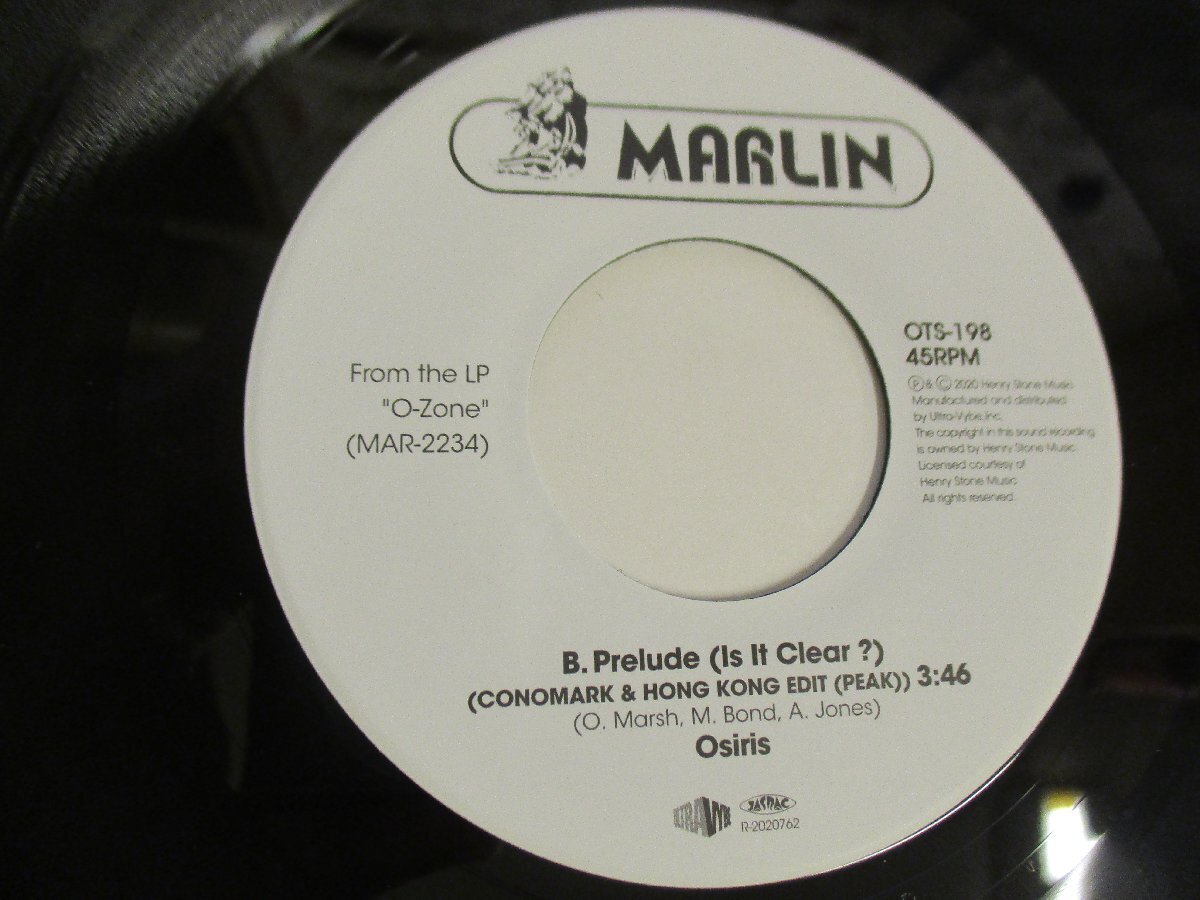 MARLIN
From the LP
"O-Zone"
(MAR-2234)
OTS-198
45RPM
Ⓟ & Ⓒ 2020 Henry Stone Music
Manufactured and distributed
by Ultra-Vybe,Inc.
The copyright in this sound recording
is owned by Henry Stone Music.
Licensed courtesy of
Henry Stone Music
All rights reserved.
B. Prelude (Is It Clear ?)
(CONOMARK & HONG KONG EDIT (PEAK)) 3:46
(O. Marsh, M. Bond, A. Jones)
Osiris
JASRAC
R-2020762